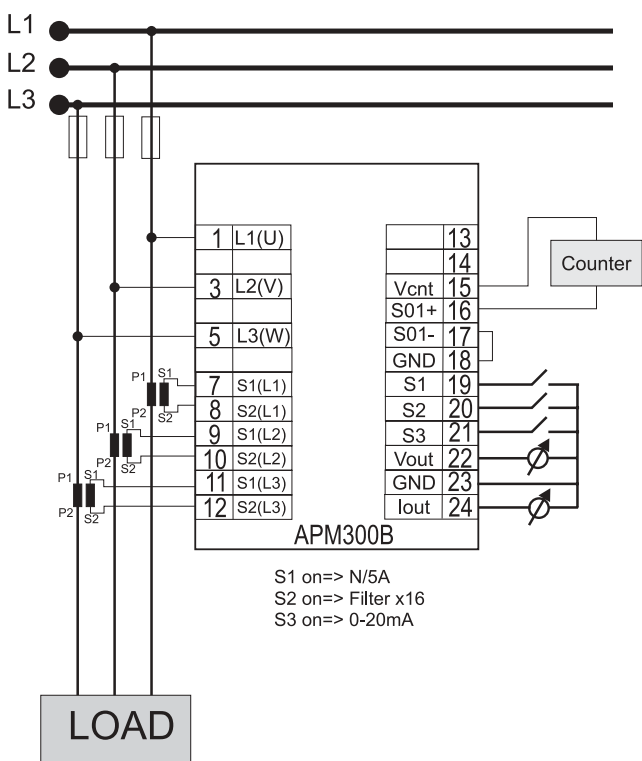 L1
L2
L3
1 L1(U)
3 L2(V)
5 L3(W)
7 S1(L1)
8 S2(L1)
9 S1(L2)
10 S2(L2)
11 S1(L3)
12 S2(L3)
13
14
Vcnt 15
S01+ 16
S01- 17
GND 18
S1 19
S2 20
S3 21
Vout 22
GND 23
Iout 24
Counter
P1 S1
P2 S2
P1 S1
P2 S2
P1 S1
P2 S2
APM300B
S1 on=> N/5A
S2 on=> Filter x16
S3 on=> 0-20mA
LOAD